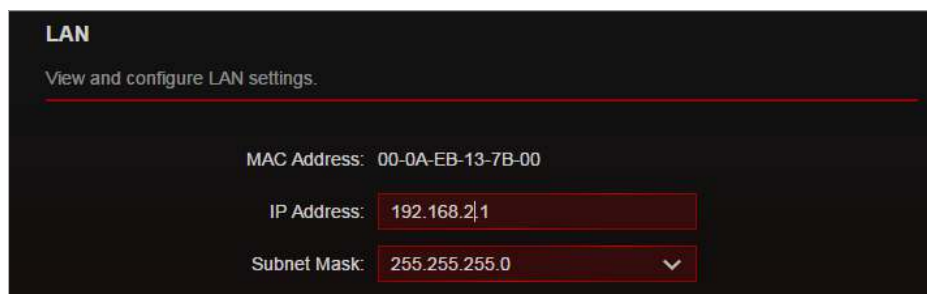 LAN
View and configure LAN settings.
MAC Address: 00-0A-EB-13-7B-00
IP Address: 192.168.2.1
Subnet Mask: 255.255.255.0